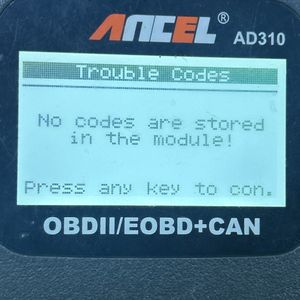 ANCEL® AD310
Trouble Codes
No codes are stored
in the module!
Press any key to con.
OBDII/EOBD+CAN